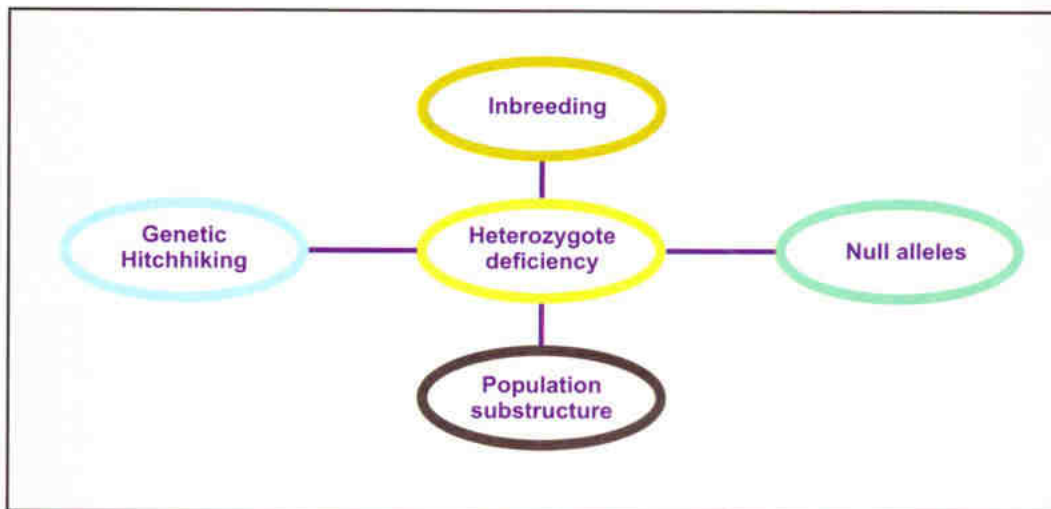 Inbreeding
Genetic
Hitchhiking
Heterozygote
deficiency
Null alleles
Population
substructure